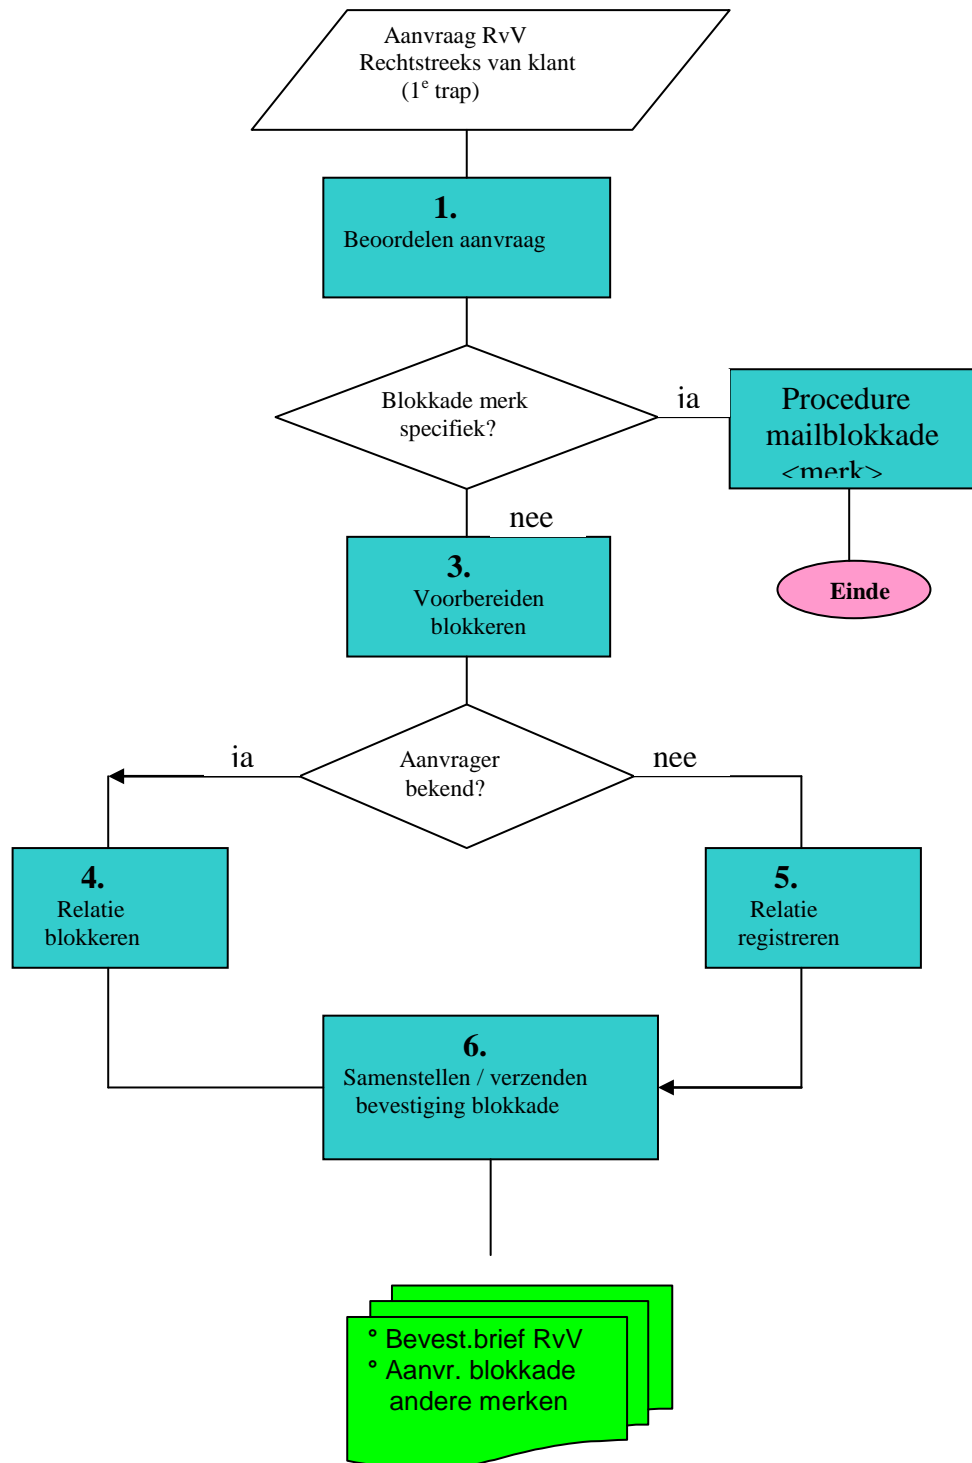 Aanvraag RvV
Rechtstreeks van klant
(1e trap)
1.
Beoordelen aanvraag
Blokkade merk
specifiek?
ja
Procedure
mailblokkade
<merk>
nee
Einde
3.
Voorbereiden
blokkeren
Aanvrager
bekend?
ja
nee
4.
Relatie
blokkeren
5.
Relatie
registreren
6.
Samenstellen / verzenden
bevestiging blokkade
° Bevest.brief RvV
° Aanvr. blokkade
andere merken